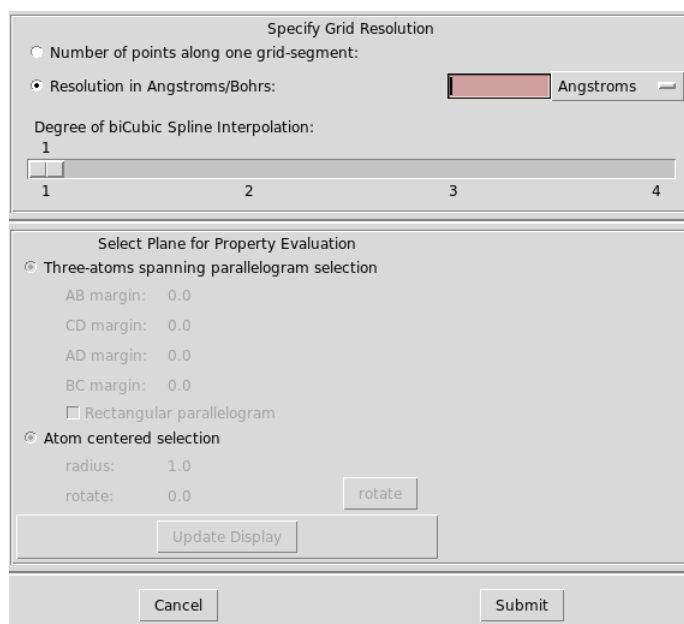 Specify Grid Resolution
Number of points along one grid-segment:
Resolution in Angstroms/Bohrs: Angstroms
Degree of biCubic Spline Interpolation:
1
1 2 3 4
Select Plane for Property Evaluation
Three-atoms spanning parallelogram selection
AB margin: 0.0
CD margin: 0.0
AD margin: 0.0
BC margin: 0.0
Rectangular parallelogram
Atom centered selection
radius: 1.0
rotate: 0.0 rotate
Update Display
Cancel Submit